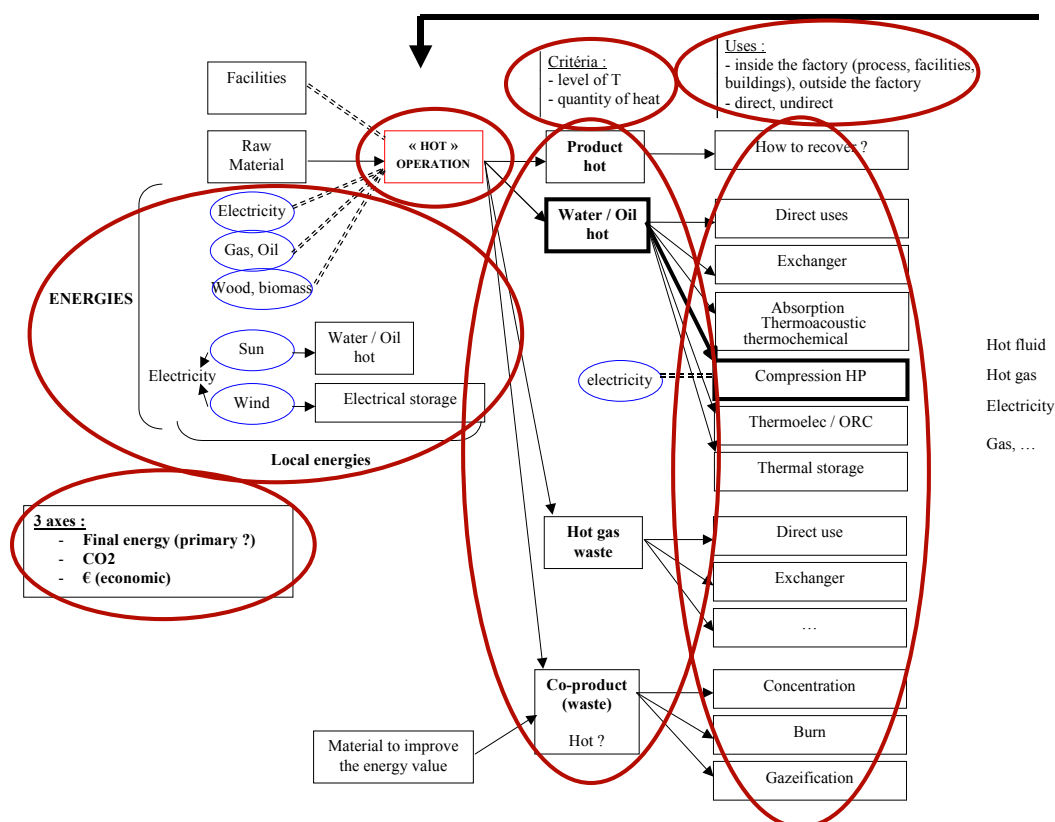 Facilities
Raw
Material
« HOT »
OPERATION
Critéria :
- level of T
- quantity of heat
Uses :
- inside the factory (process, facilities,
buildings), outside the factory
- direct, undirect
Product
hot
How to recover ?
ENERGIES
Electricity
Gas, Oil
Wood, biomass
Sun
Water / Oil
hot
Electricity
Wind
Electrical storage
Local energies
Water / Oil
hot
Direct uses
Exchanger
Absorption
Thermoacoustic
thermochemical
electricity
Compression HP
Thermoelec / ORC
Thermal storage
Hot fluid
Hot gas
Electricity
Gas, …
3 axes :
- Final energy (primary ?)
- CO2
- € (economic)
Hot gas
waste
Direct use
Exchanger
…
Co-product
(waste)
Hot ?
Material to improve
the energy value
Concentration
Burn
Gazeification